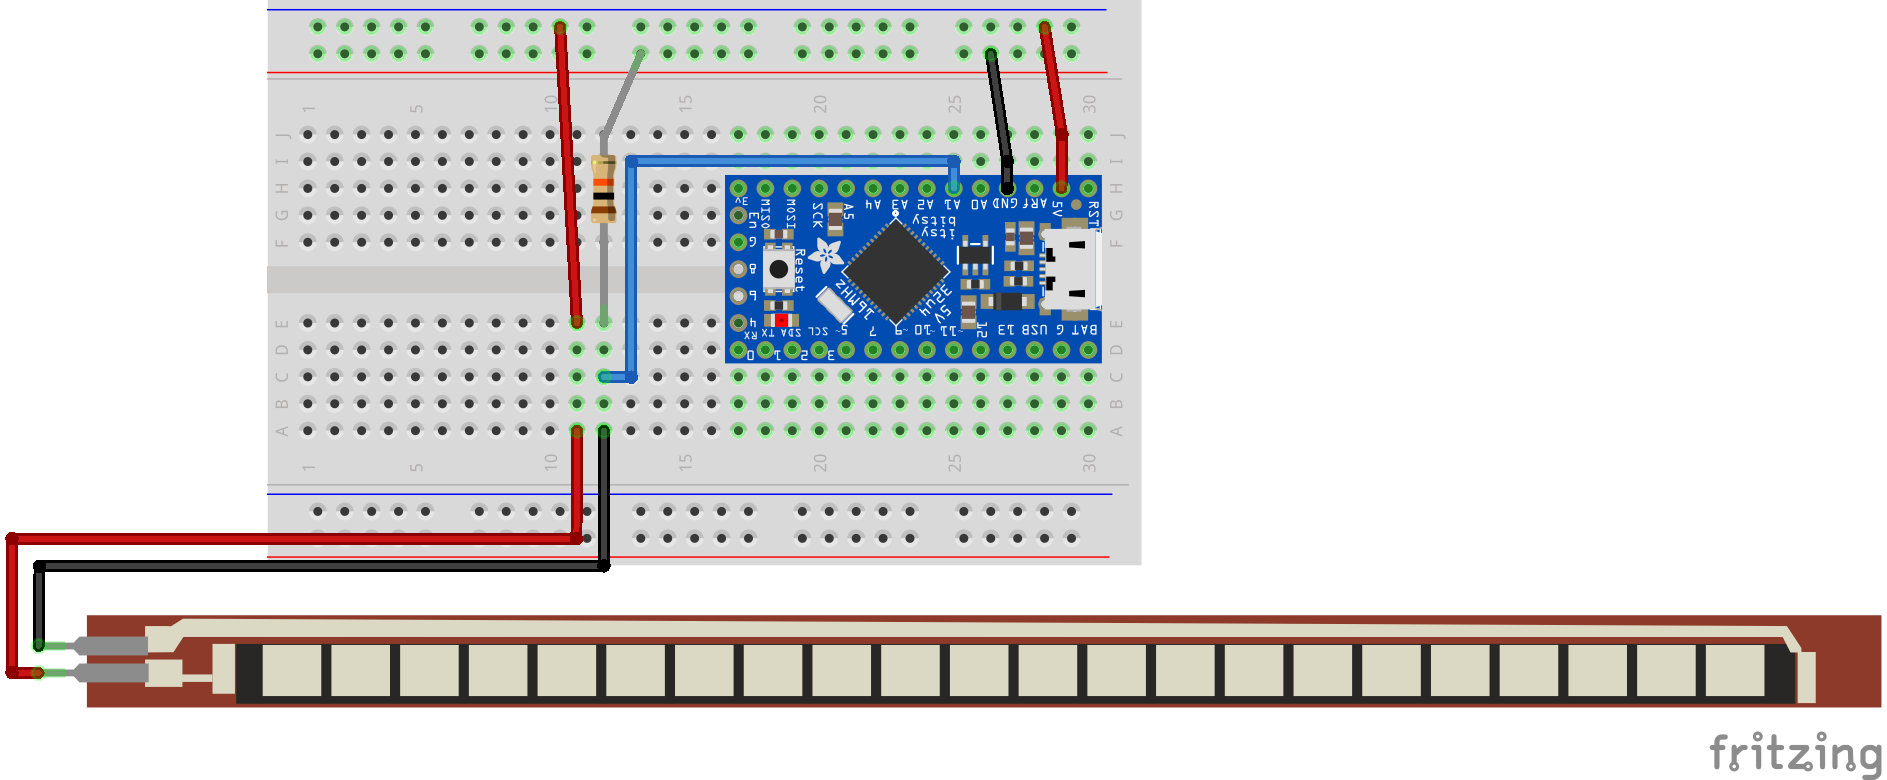 1 5 10 15 20 25 30
J J
I I
H H
G G
F F
MISO MOSI SCK A5 A4 A3 A2 A1 A0 GND ARF 5V RST
3V
En
G
itsy
bitsy
Reset
16MHz
32u4
5V
RX TX SDA SCL ~5 7 ~9 ~10 ~11 12 13 USB G BAT
0 1 2 3
E E
D D
C C
B B
A A
1 5 10 15 20 25 30
fritzing